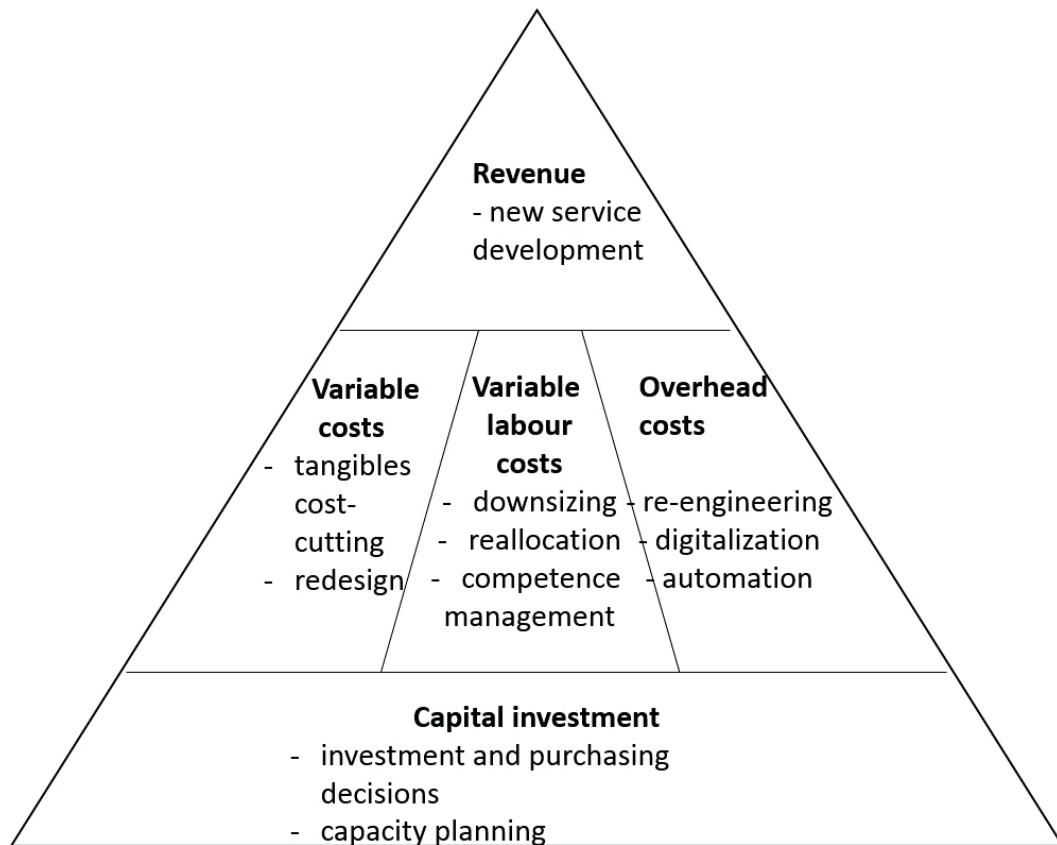 Revenue
- new service
development
Variable
costs
- tangibles
cost-
cutting
- redesign
Variable
labour
costs
- downsizing
- reallocation
- competence
management
Overhead
costs
- re-engineering
- digitalization
- automation
Capital investment
- investment and purchasing
decisions
- capacity planning